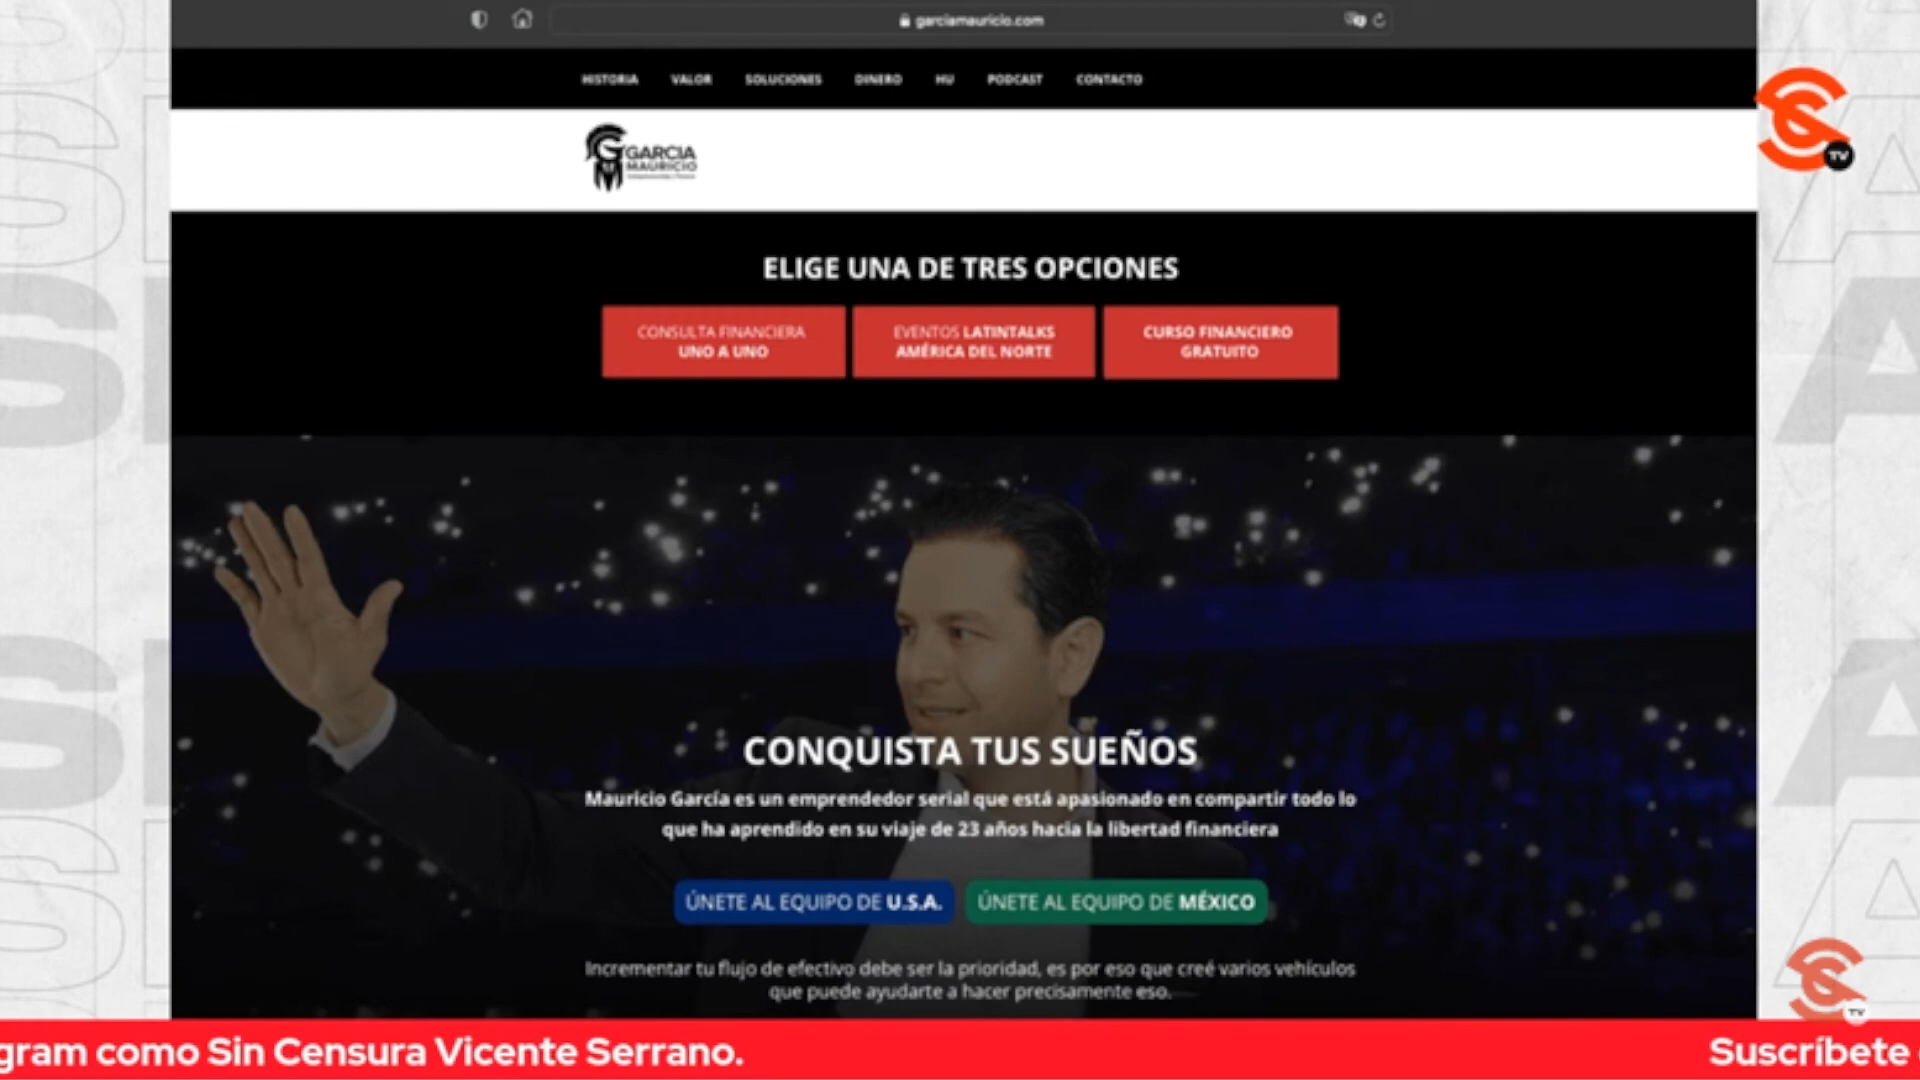 garciamauricio.com
HISTORIA VALOR SOLUCIONES DINERO HU PODCAST CONTACTO
GARCIA
MAURICIO
TV
ELIGE UNA DE TRES OPCIONES
CONSULTA FINANCIERA
UNO A UNO
EVENTOS LATINTALKS
AMÉRICA DEL NORTE
CURSO FINANCIERO
GRATUITO
CONQUISTA TUS SUEÑOS
Mauricio García es un emprendedor serial que está apasionado en compartir todo lo
que ha aprendido en su viaje de 23 años hacia la libertad financiera
ÚNETE AL EQUIPO DE U.S.A.
ÚNETE AL EQUIPO DE MÉXICO
Incrementar tu flujo de efectivo debe ser la prioridad, es por eso que creé varios vehículos
que puede ayudarte a hacer precisamente eso.
TV
gram como Sin Censura Vicente Serrano. Suscríbete